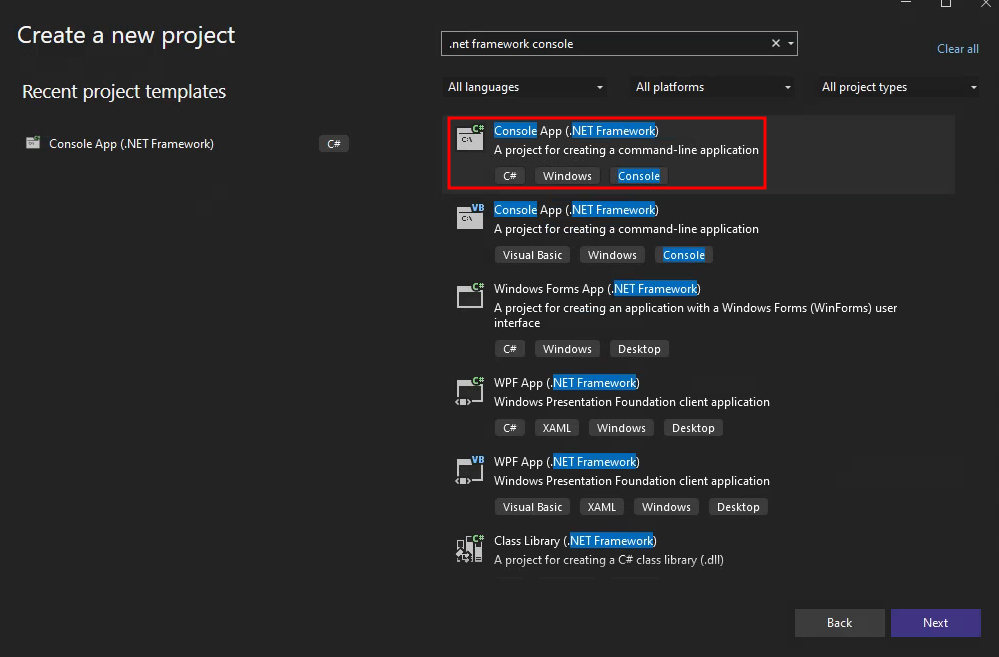 Create a new project
.net framework console
Clear all
Recent project templates
All languages
All platforms
All project types
Console App (.NET Framework)
C#
C#
C:\
Console App (.NET Framework)
A project for creating a command-line application
C#
Windows
Console
VB
C:\
Console App (.NET Framework)
A project for creating a command-line application
Visual Basic
Windows
Console
C#
Windows Forms App (.NET Framework)
A project for creating an application with a Windows Forms (WinForms) user
interface
C#
Windows
Desktop
C#
WPF App (.NET Framework)
Windows Presentation Foundation client application
C#
XAML
Windows
Desktop
VB
WPF App (.NET Framework)
Windows Presentation Foundation client application
Visual Basic
XAML
Windows
Desktop
C#
Class Library (.NET Framework)
A project for creating a C# class library (.dll)
Back
Next